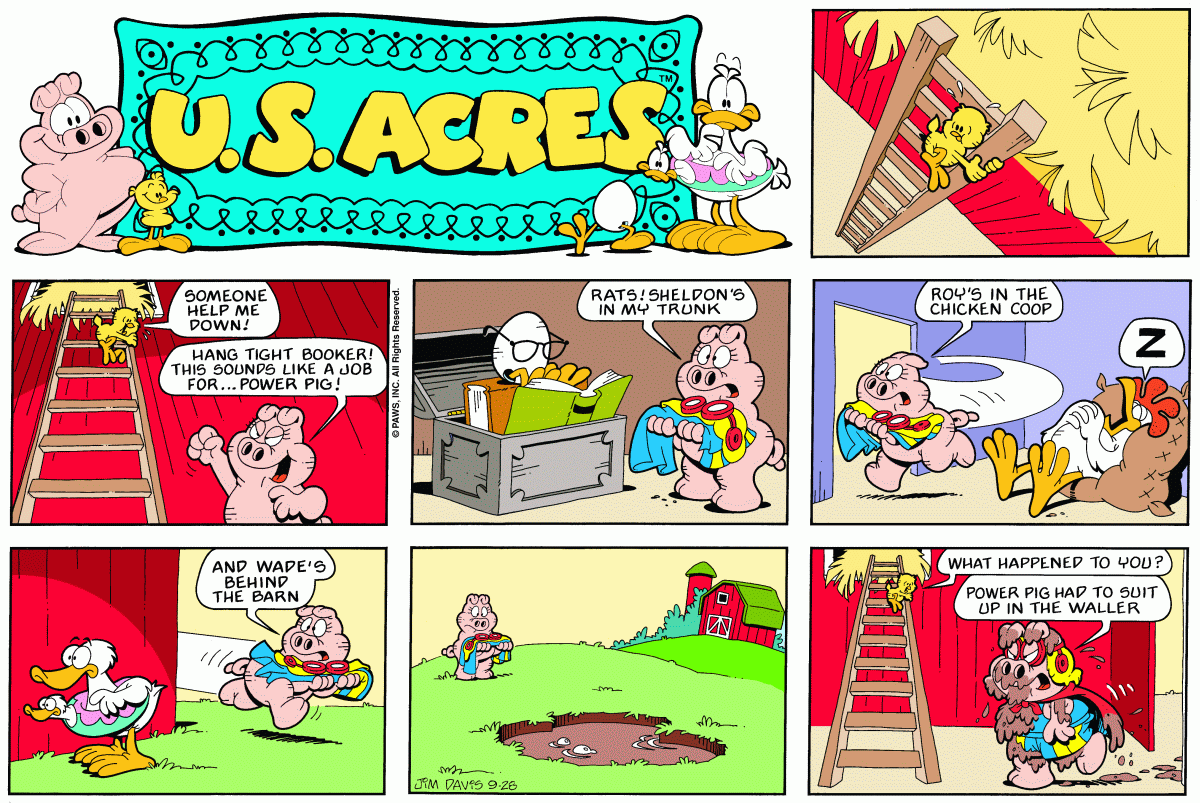 U.S. ACRES
TM
SOMEONE
HELP ME
DOWN!
HANG TIGHT BOOKER!
THIS SOUNDS LIKE A JOB
FOR...POWER PIG!
© PAWS, INC. All Rights Reserved.
RATS! SHELDON'S
IN MY TRUNK
ROY'S IN THE
CHICKEN COOP
Z
AND WADE'S
BEHIND
THE BARN
JIM DAVIS 9·28
WHAT HAPPENED TO YOU?
POWER PIG HAD TO SUIT
UP IN THE WALLER